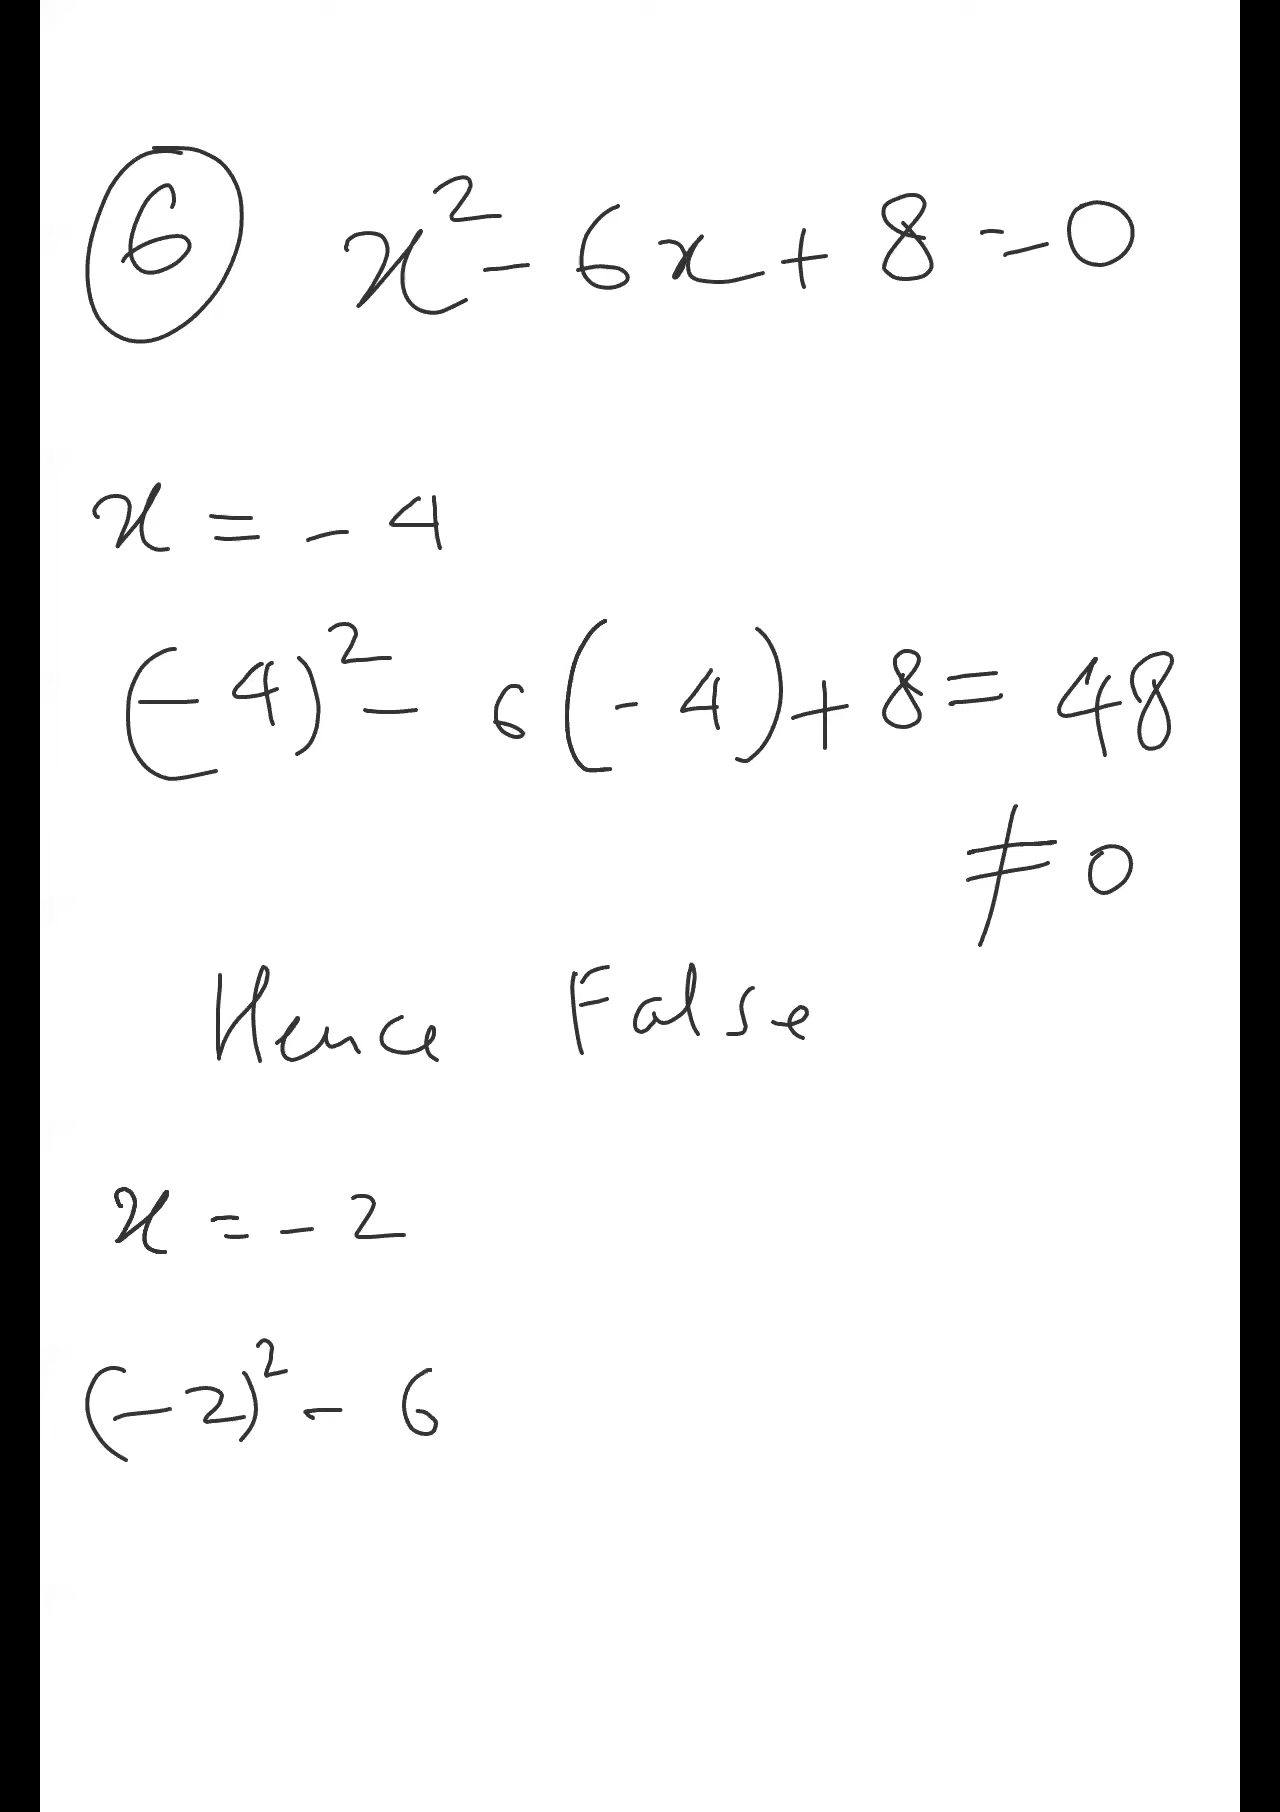 ⑥ x² - 6x + 8 = 0
x = - 4
(- 4)² - 6 (- 4) + 8 = 48
≠ 0
Hence False
x = - 2
(- 2)² - 6